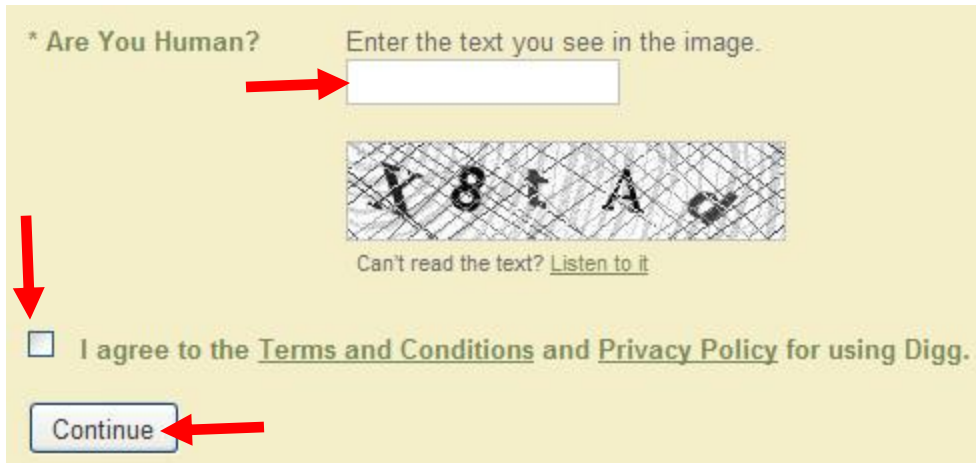 * Are You Human? Enter the text you see in the image.
Can't read the text? Listen to it
I agree to the Terms and Conditions and Privacy Policy for using Digg.
Continue